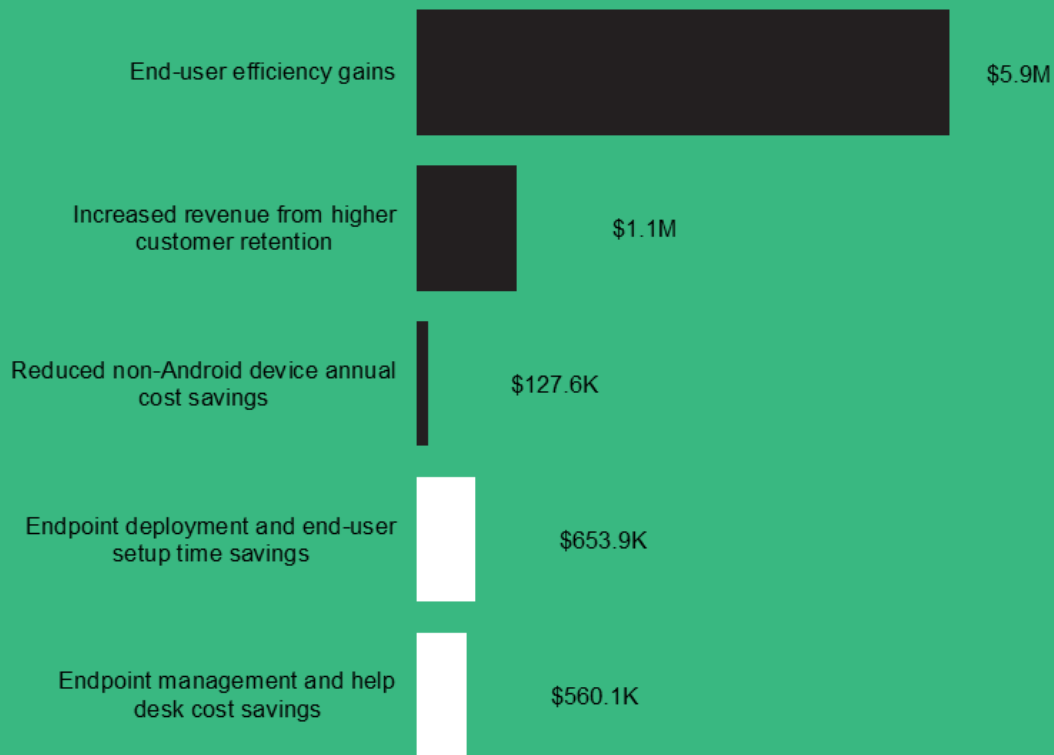 End-user efficiency gains
$5.9M
Increased revenue from higher
customer retention
$1.1M
Reduced non-Android device annual
cost savings
$127.6K
Endpoint deployment and end-user
setup time savings
$653.9K
Endpoint management and help
desk cost savings
$560.1K